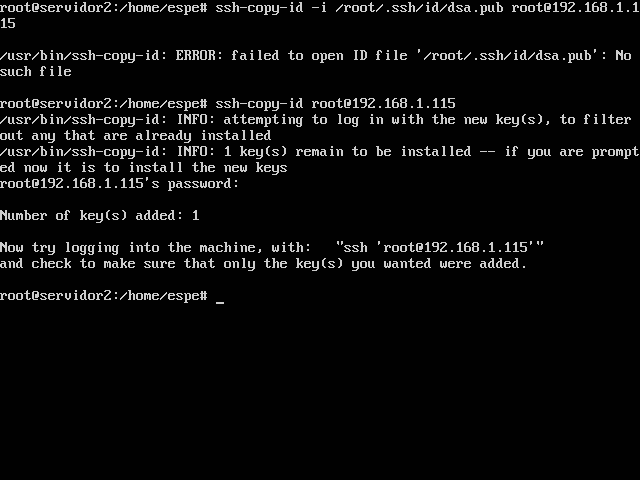 root@servidor2:/home/espe# ssh-copy-id -i /root/.ssh/id/dsa.pub root@192.168.1.1
15
/usr/bin/ssh-copy-id: ERROR: failed to open ID file '/root/.ssh/id/dsa.pub': No
such file
root@servidor2:/home/espe# ssh-copy-id root@192.168.1.115
/usr/bin/ssh-copy-id: INFO: attempting to log in with the new key(s), to filter
out any that are already installed
/usr/bin/ssh-copy-id: INFO: 1 key(s) remain to be installed -- if you are prompt
ed now it is to install the new keys
root@192.168.1.115's password:
Number of key(s) added: 1
Now try logging into the machine, with:   "ssh 'root@192.168.1.115'"
and check to make sure that only the key(s) you wanted were added.
root@servidor2:/home/espe# _